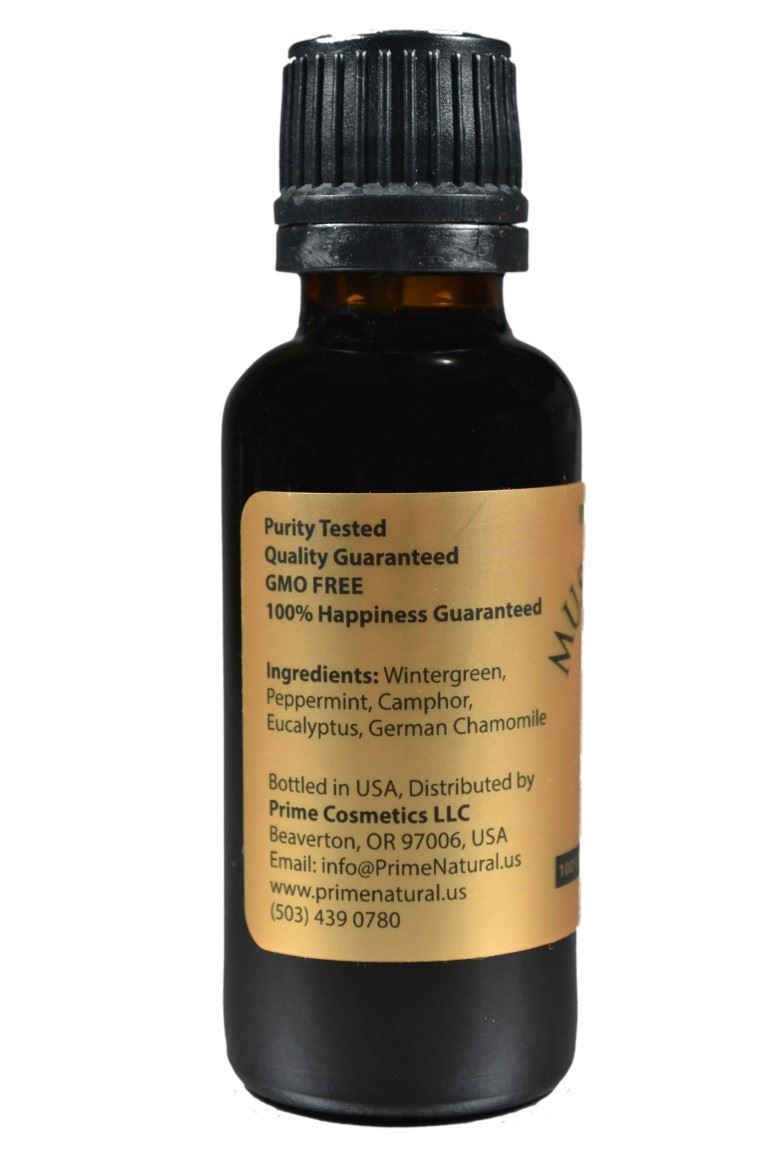 Purity Tested
Quality Guaranteed
GMO FREE
100% Happiness Guaranteed
Ingredients: Wintergreen,
Peppermint, Camphor,
Eucalyptus, German Chamomile
Bottled in USA, Distributed by
Prime Cosmetics LLC
Beaverton, OR 97006, USA
Email: info@PrimeNatural.us
www.primenatural.us
(503) 439 0780